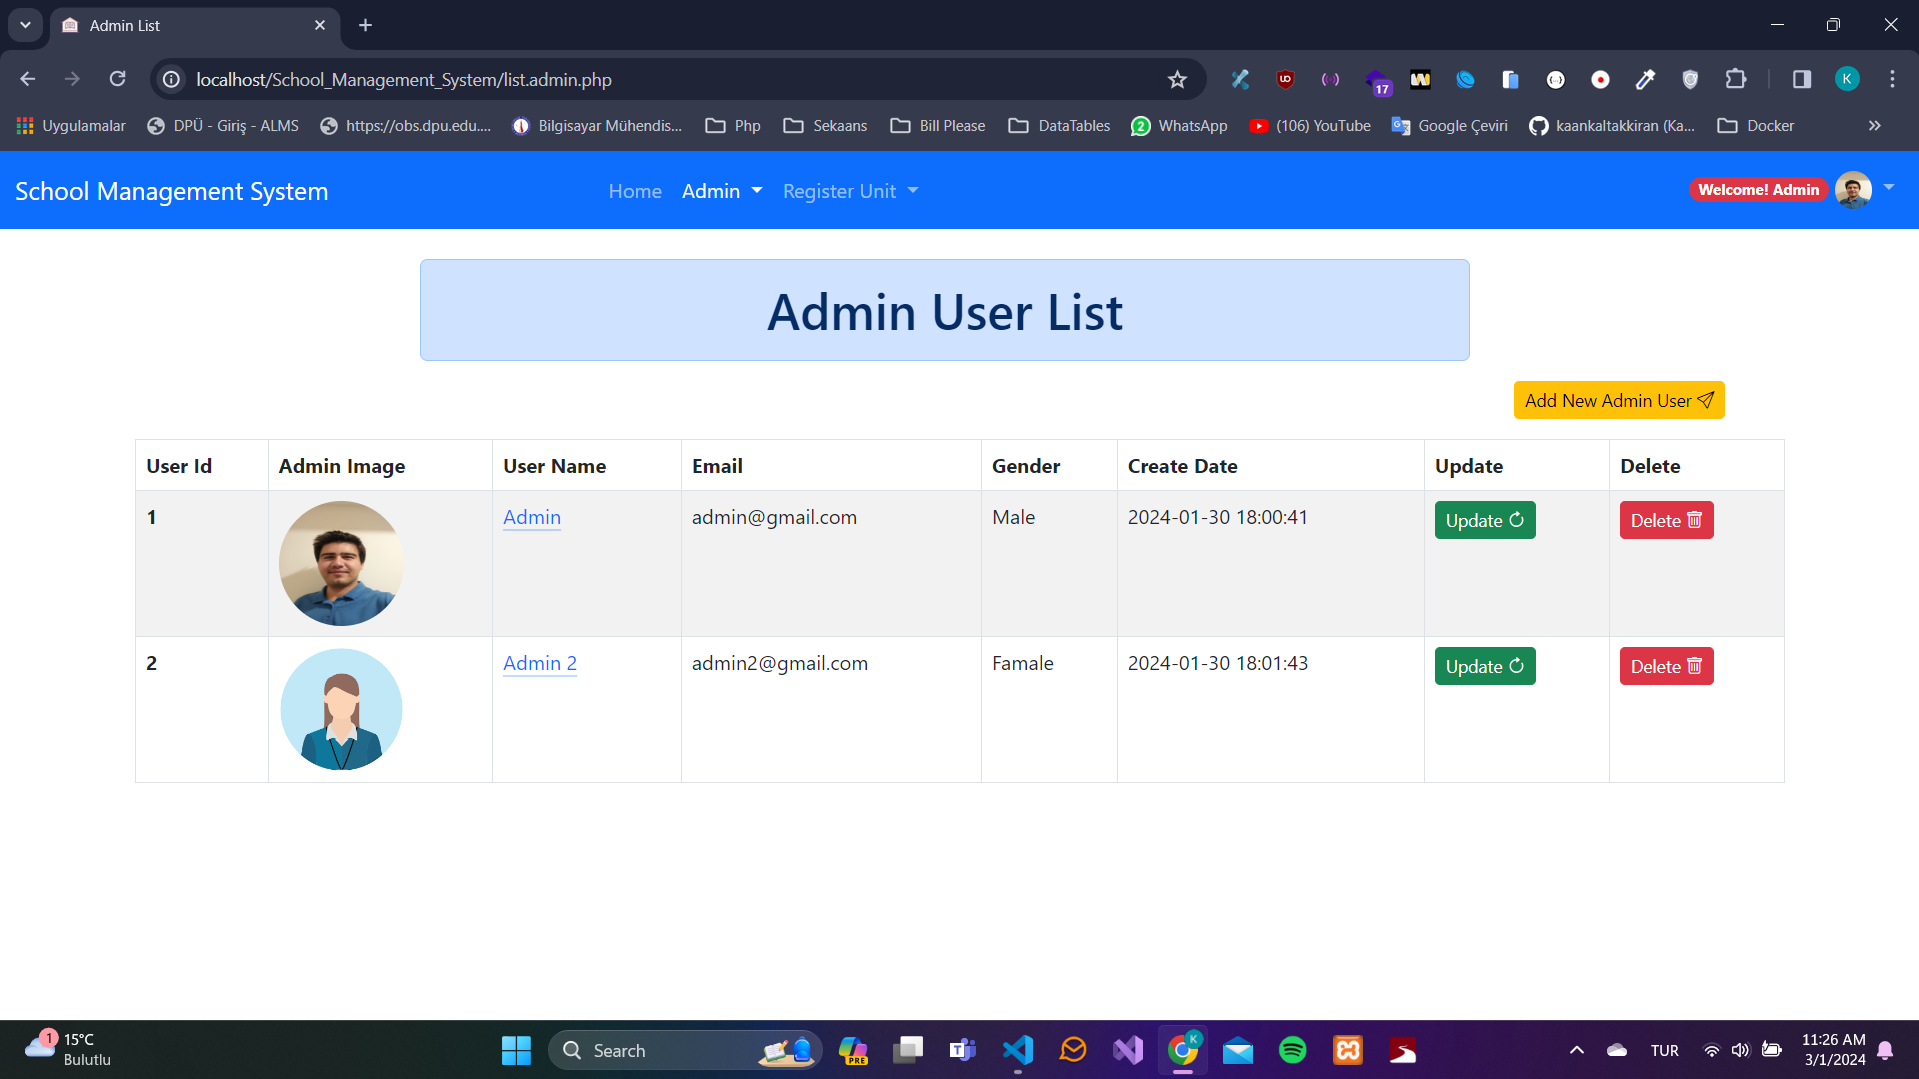 Admin List
localhost/School_Management_System/list.admin.php
17
Uygulamalar DPÜ - Giriş - ALMS https://obs.dpu.edu.... Bilgisayar Mühendis... Php Sekaans Bill Please DataTables WhatsApp (106) YouTube Google Çeviri kaankaltakkiran (Ka... Docker
School Management System Home Admin Register Unit Welcome! Admin
Admin User List
Add New Admin User
User Id Admin Image User Name Email Gender Create Date Update Delete
1 Admin admin@gmail.com Male 2024-01-30 18:00:41 Update Delete
2 Admin 2 admin2@gmail.com Famale 2024-01-30 18:01:43 Update Delete
1 15°C
Bulutlu
Search
PRE
TUR
11:26 AM
3/1/2024